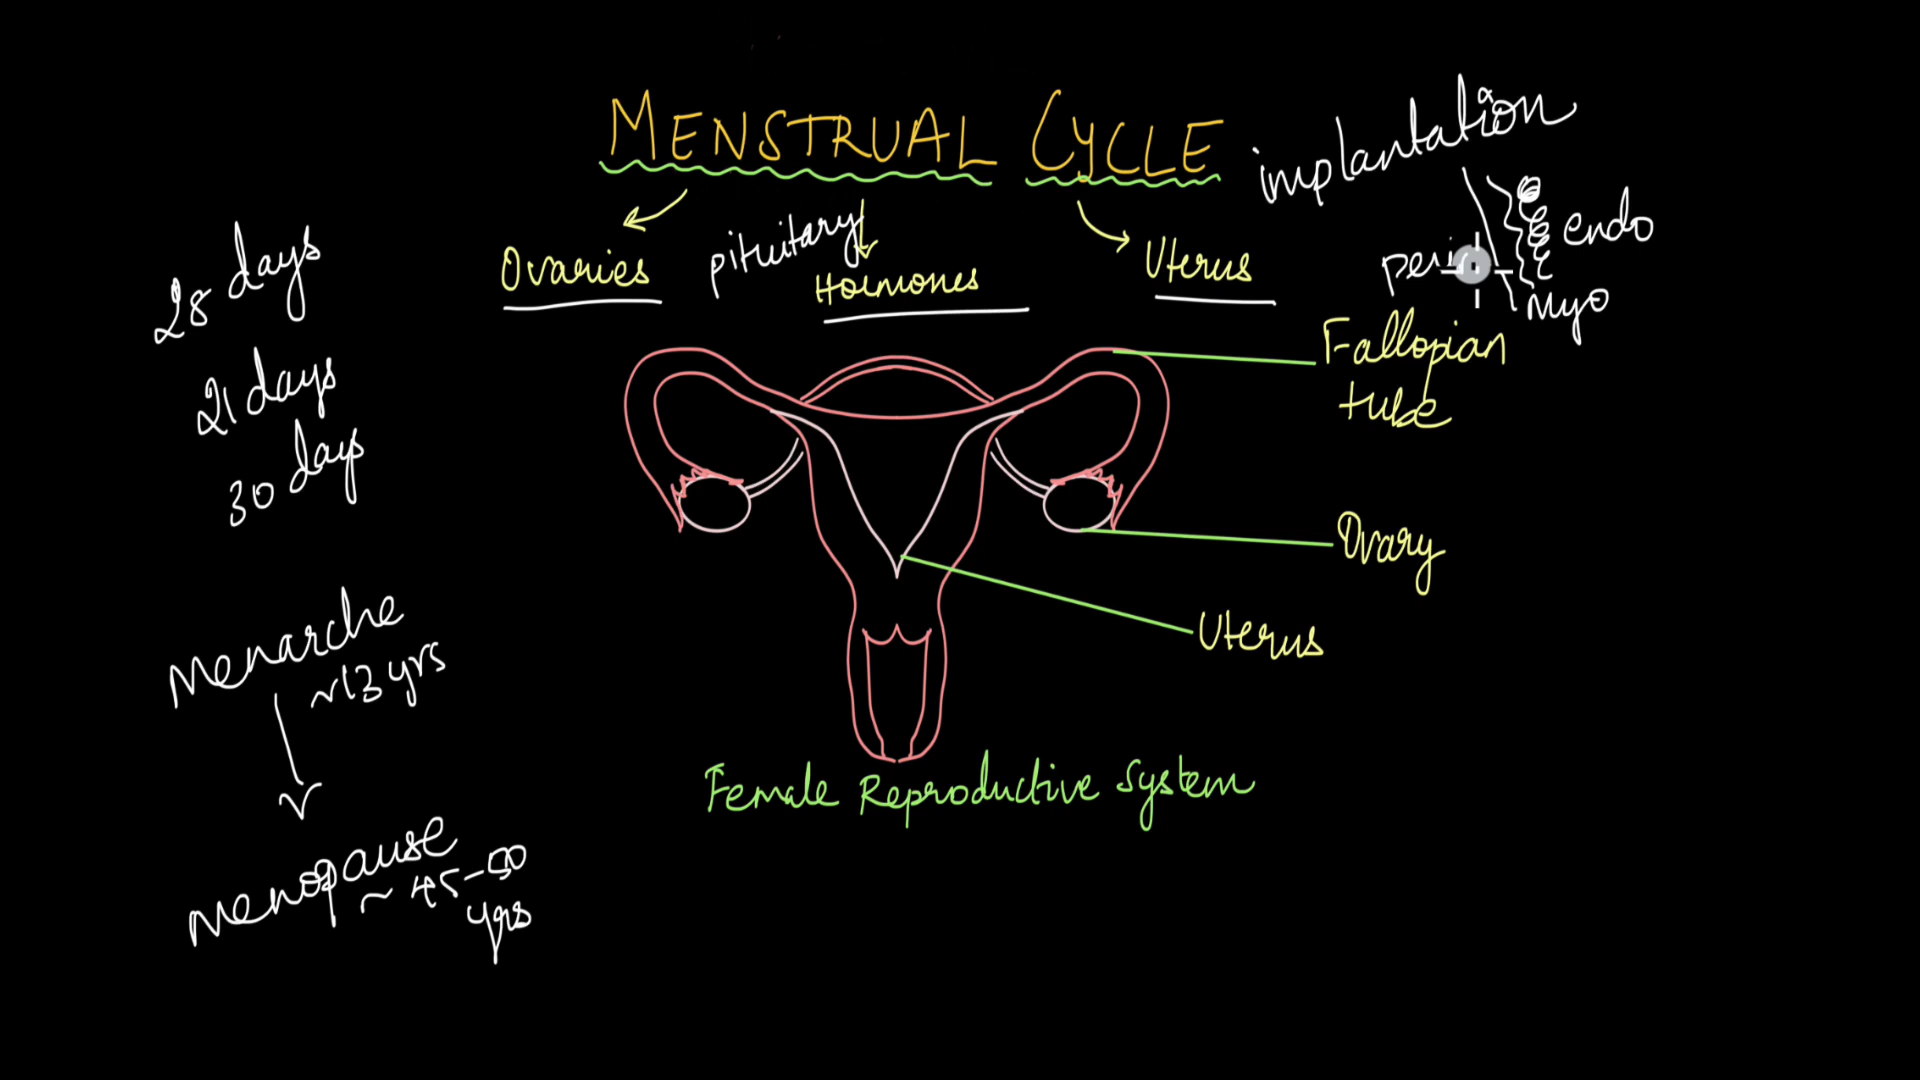 MENSTRUAL CYCLE
implantation
Ovaries
pituitary
Hormones
Uterus
peri
endo
myo
28 days
21 days
30 days
Fallopian
tube
Ovary
Uterus
Menarche
~13 yrs
Menopause
~ 45-50
yrs
Female Reproductive System